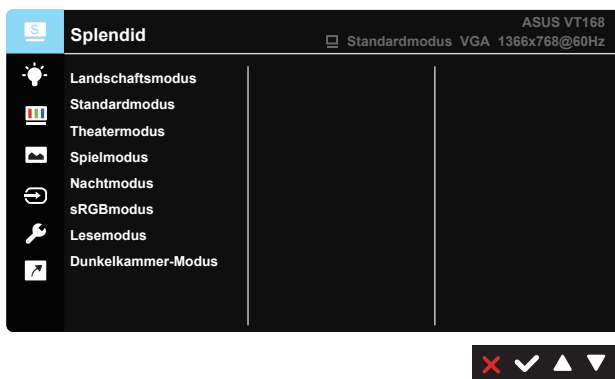 S
Splendid
ASUS VT168
Standardmodus VGA 1366x768@60Hz
Landschaftsmodus
Standardmodus
Theatermodus
Spielmodus
Nachtmodus
sRGBmodus
Lesemodus
Dunkelkammer-Modus